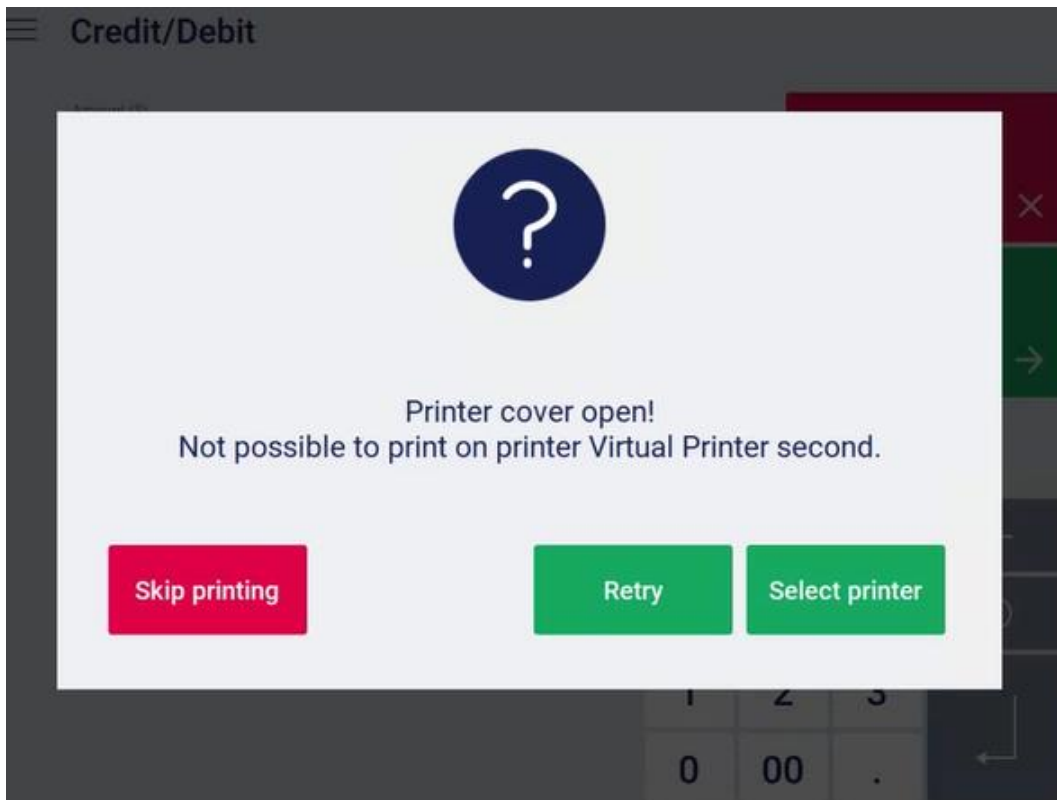 Credit/Debit
Amount ($)
?
Printer cover open!
Not possible to print on printer Virtual Printer second.
Skip printing
Retry
Select printer
1 2 3
0 00 .